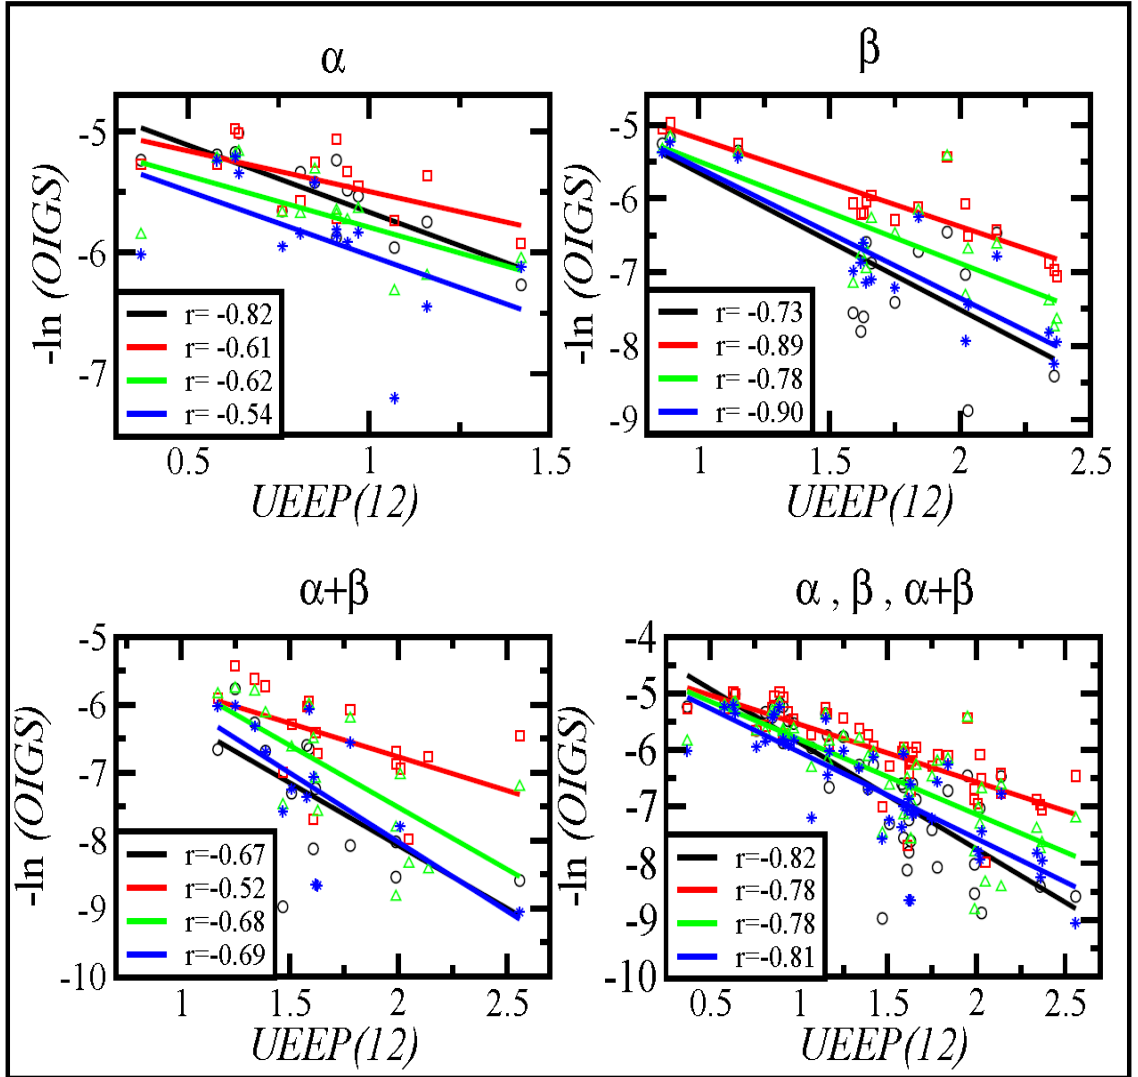 α
-ln (OIGS)
-5
-6
-7
r= -0.82
r= -0.61
r= -0.62
r= -0.54
0.5
1
1.5
UEEP(12)
β
-ln (OIGS)
-5
-6
-7
-8
-9
r= -0.73
r= -0.89
r= -0.78
r= -0.90
1
1.5
2
2.5
UEEP(12)
α+β
-ln (OIGS)
-5
-6
-7
-8
-9
-10
r=-0.67
r=-0.52
r=-0.68
r=-0.69
1
1.5
2
2.5
UEEP(12)
α , β , α+β
-ln (OIGS)
-4
-5
-6
-7
-8
-9
-10
r=-0.82
r=-0.78
r=-0.78
r=-0.81
0.5
1
1.5
2
2.5
UEEP(12)